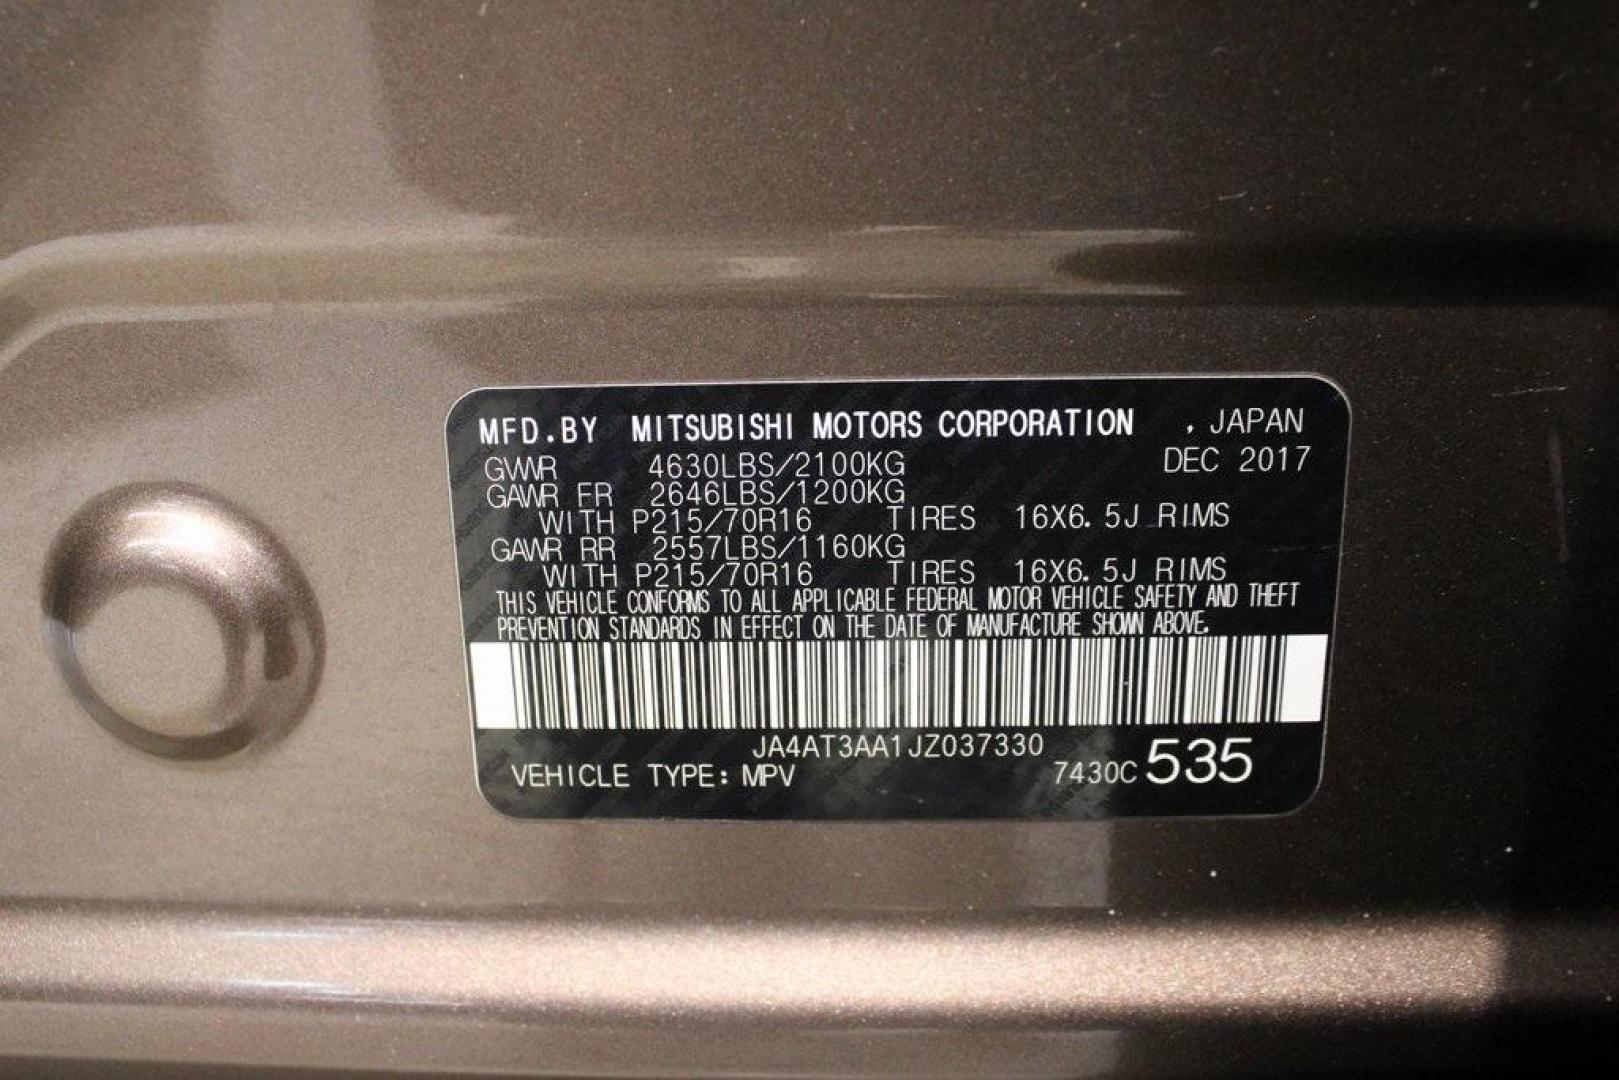 MFD.BY MITSUBISHI MOTORS CORPORATION , JAPAN
GVWR 4630LBS/2100KG DEC 2017
GAWR FR 2646LBS/1200KG
WITH P215/70R16 TIRES 16X6.5J RIMS
GAWR RR 2557LBS/1160KG
WITH P215/70R16 TIRES 16X6.5J RIMS
THIS VEHICLE CONFORMS TO ALL APPLICABLE FEDERAL MOTOR VEHICLE SAFETY AND THEFT
PREVENTION STANDARDS IN EFFECT ON THE DATE OF MANUFACTURE SHOWN ABOVE.
JA4AT3AA1JZ037330
VEHICLE TYPE: MPV 7430C 535